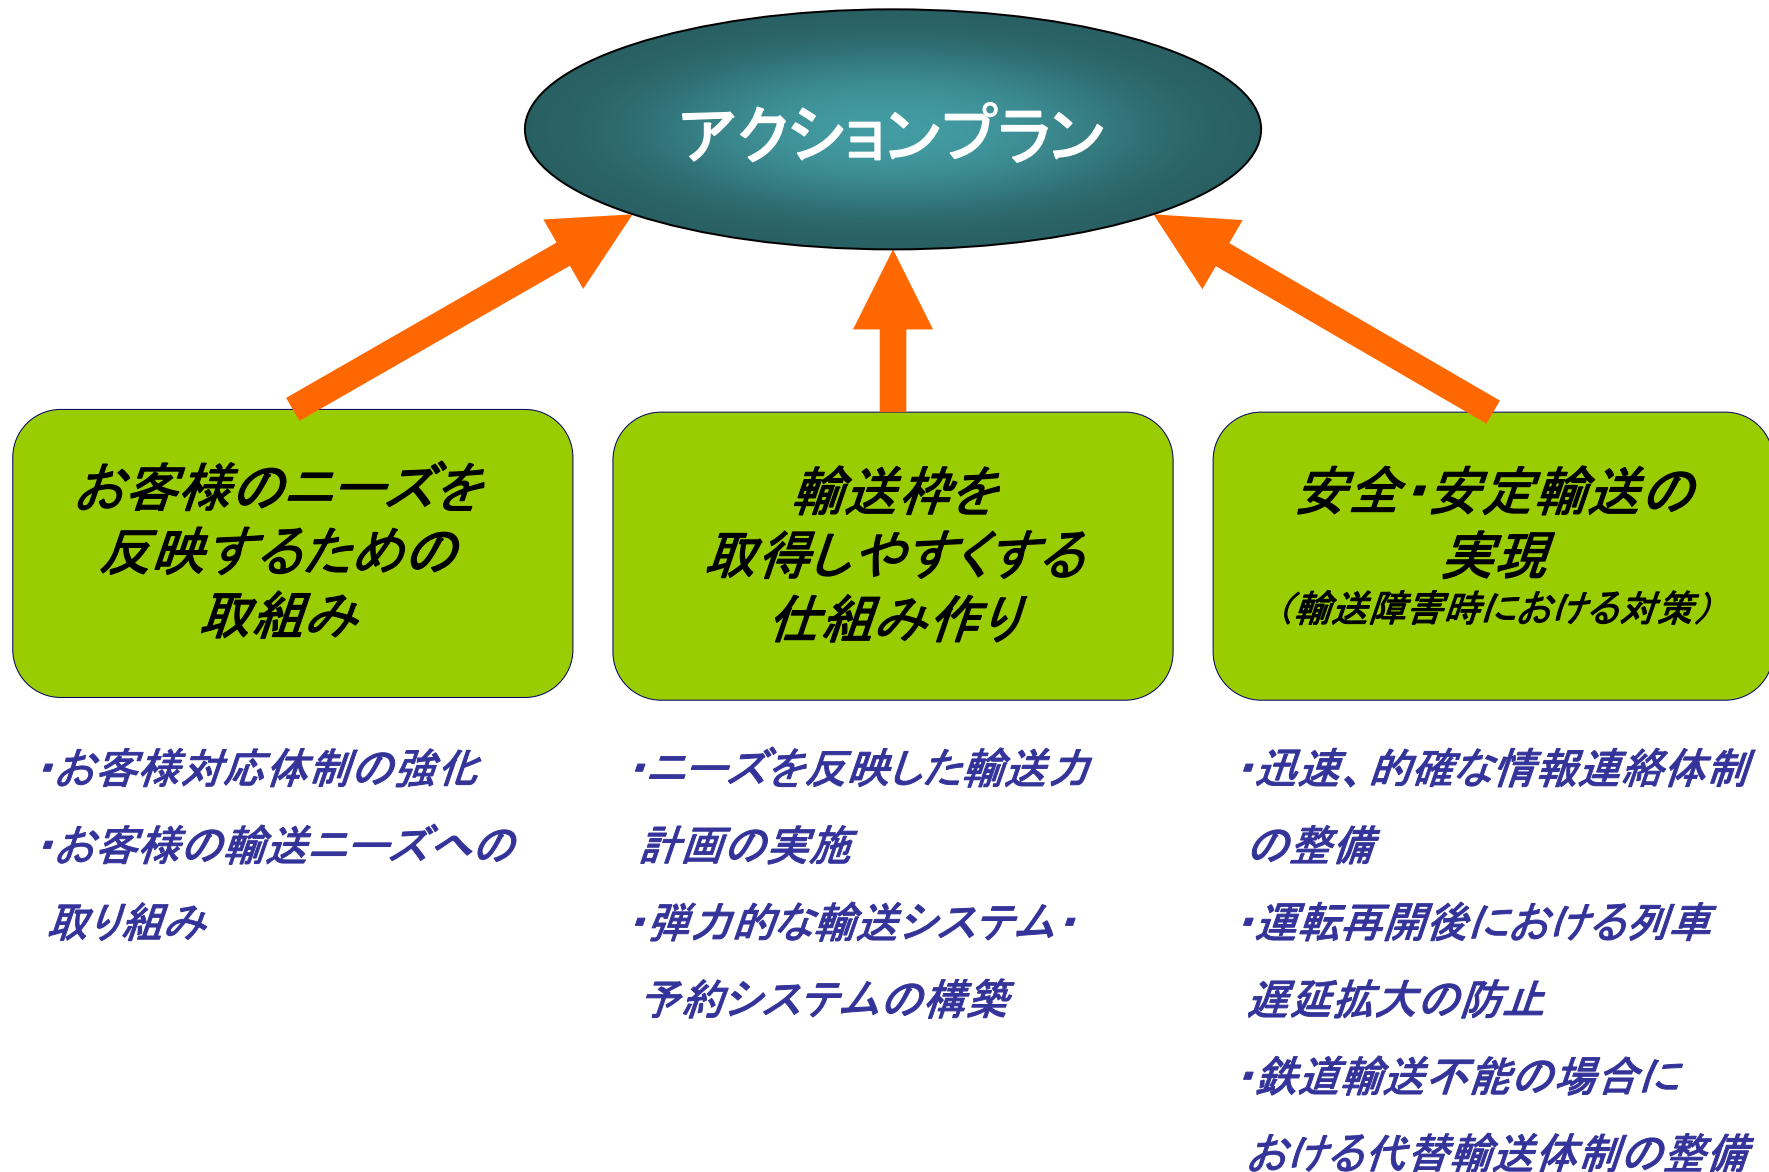 アクションプラン
お客様のニーズを
反映するための
取組み
輸送枠を
取得しやすくする
仕組み作り
安全・安定輸送の
実現
（輸送障害時における対策）
・お客様対応体制の強化
・お客様の輸送ニーズへの
取り組み
・ニーズを反映した輸送力
計画の実施
・弾力的な輸送システム・
予約システムの構築
・迅速、的確な情報連絡体制
の整備
・運転再開後における列車
遅延拡大の防止
・鉄道輸送不能の場合に
おける代替輸送体制の整備